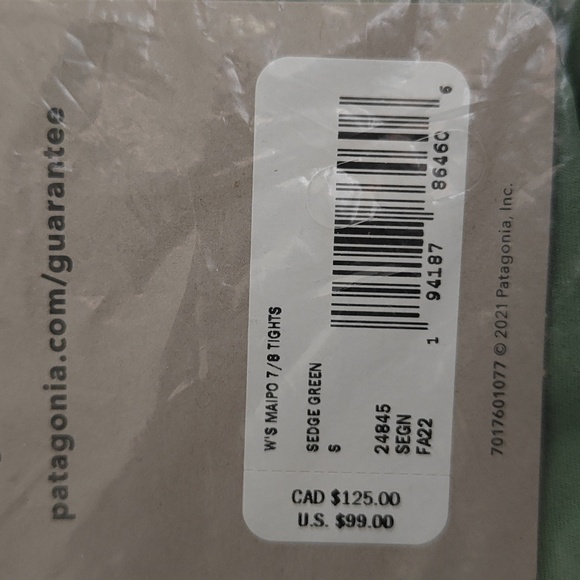 patagonia.com/guarantee
W'S MAIPO 7/8 TIGHTS
SEDGE GREEN
S
24845
SEGN
FA22
1 94187 86460 6
CAD $125.00
U.S. $99.00
7017601077 © 2021 Patagonia, Inc.